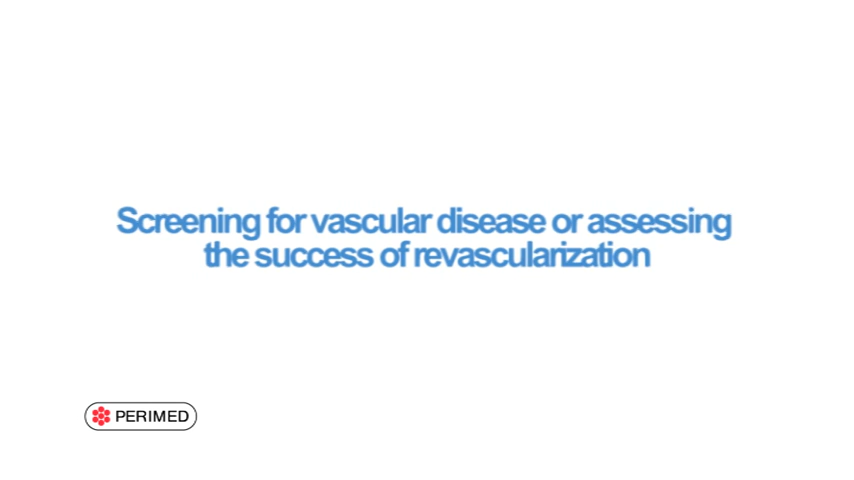 Screening for vascular disease or assessing
the success of revascularization
PERIMED